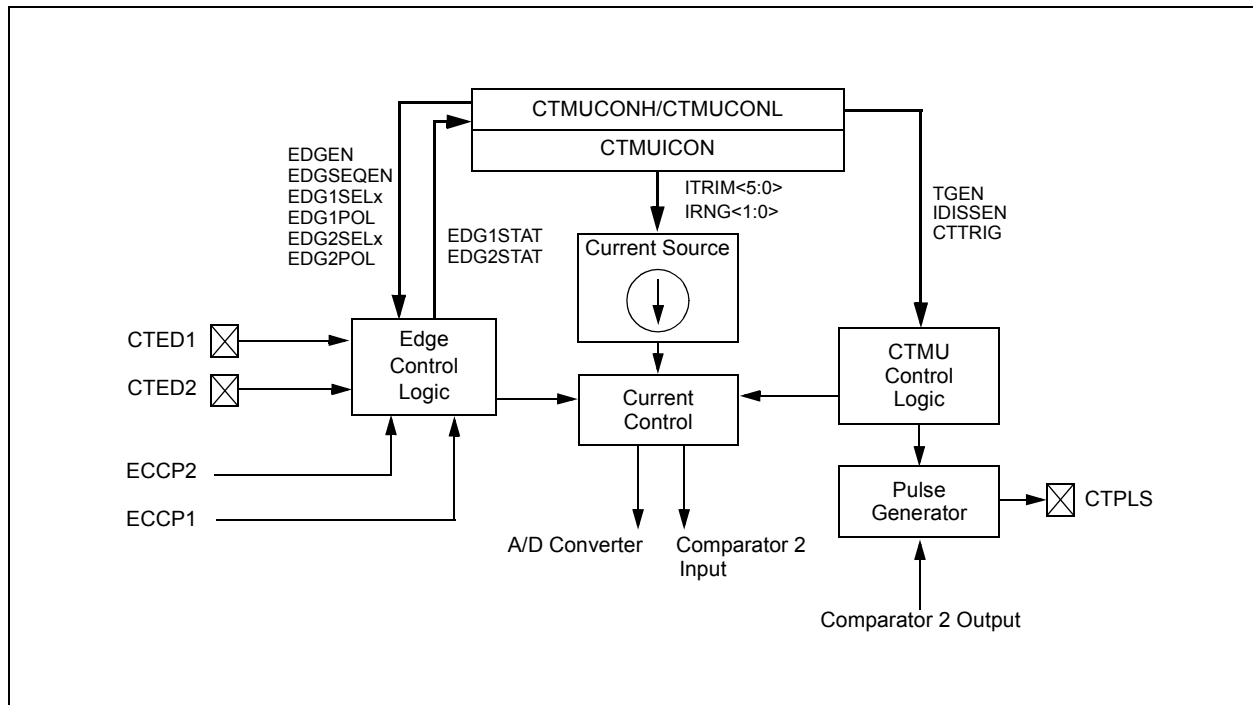 CTMUCONH/CTMUCONL
CTMUICON
EDGEN
EDGSEQEN
EDG1SELx
EDG1POL
EDG2SELx
EDG2POL
EDG1STAT
EDG2STAT
ITRIM<5:0>
IRNG<1:0>
TGEN
IDISSEN
CTTRIG
Current Source
CTED1
CTED2
Edge
Control
Logic
Current
Control
CTMU
Control
Logic
ECCP2
ECCP1
Pulse
Generator
CTPLS
A/D Converter
Comparator 2
Input
Comparator 2 Output